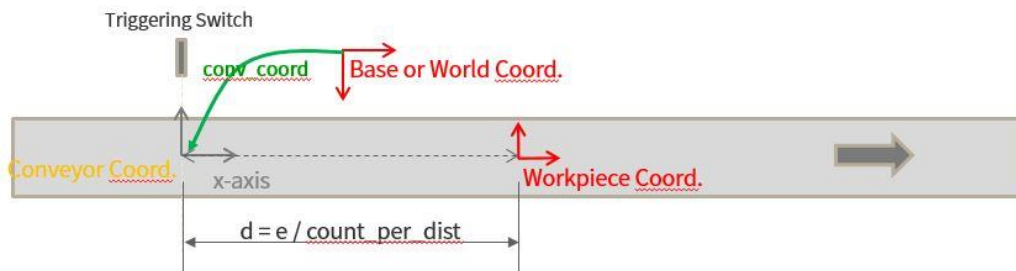 Triggering Switch
conv_coord
Base or World Coord.
Conveyor Coord.
x-axis
Workpiece Coord.
d = e / count_per_dist